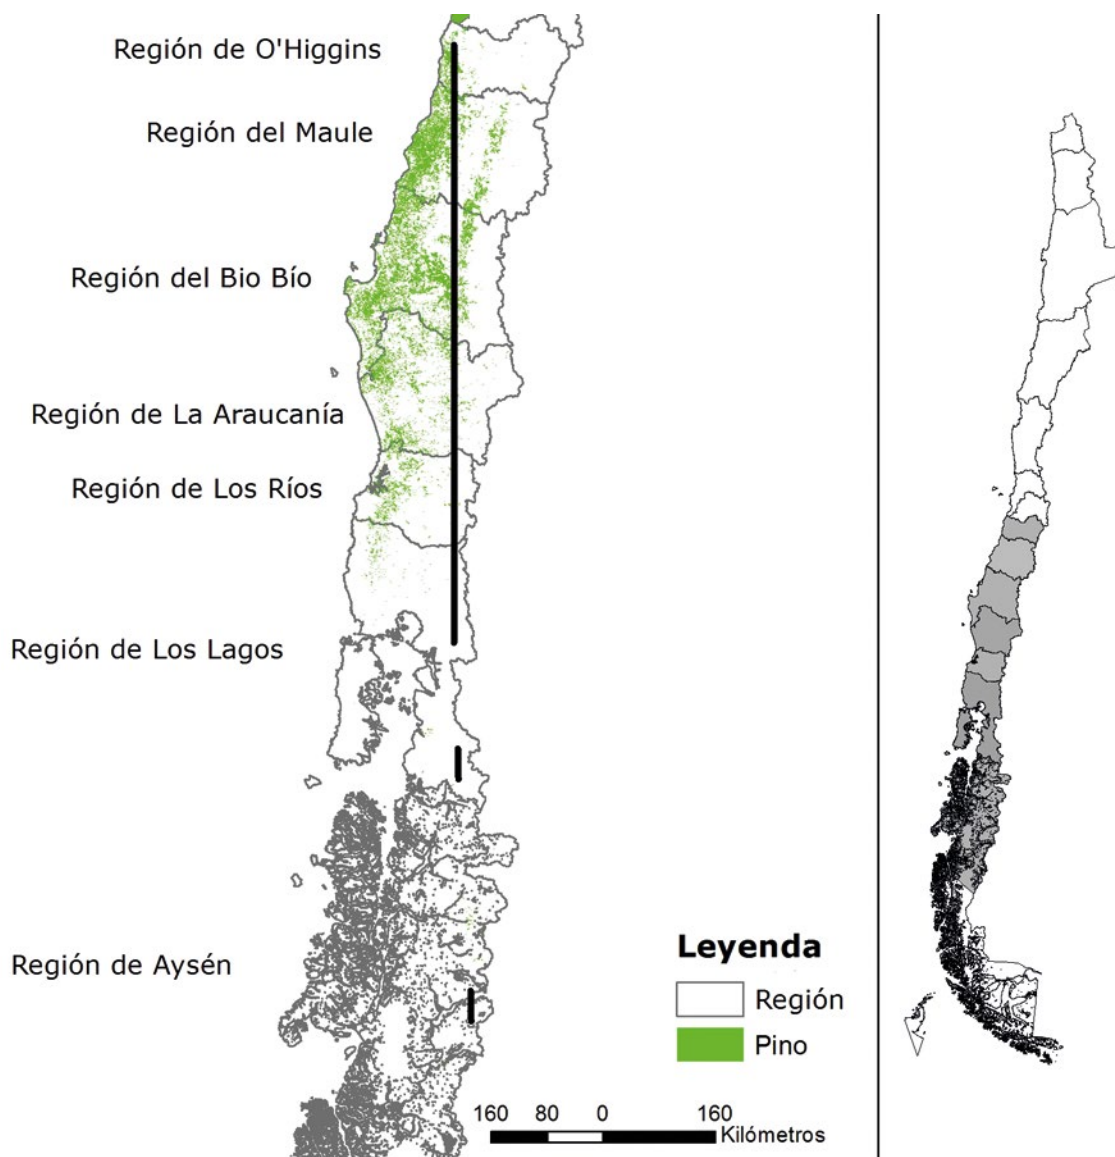 Región de O'Higgins
Región del Maule
Región del Bio Bío
Región de La Araucanía
Región de Los Ríos
Región de Los Lagos
Región de Aysén
Leyenda
Región
Pino
160 80 0 160
Kilómetros